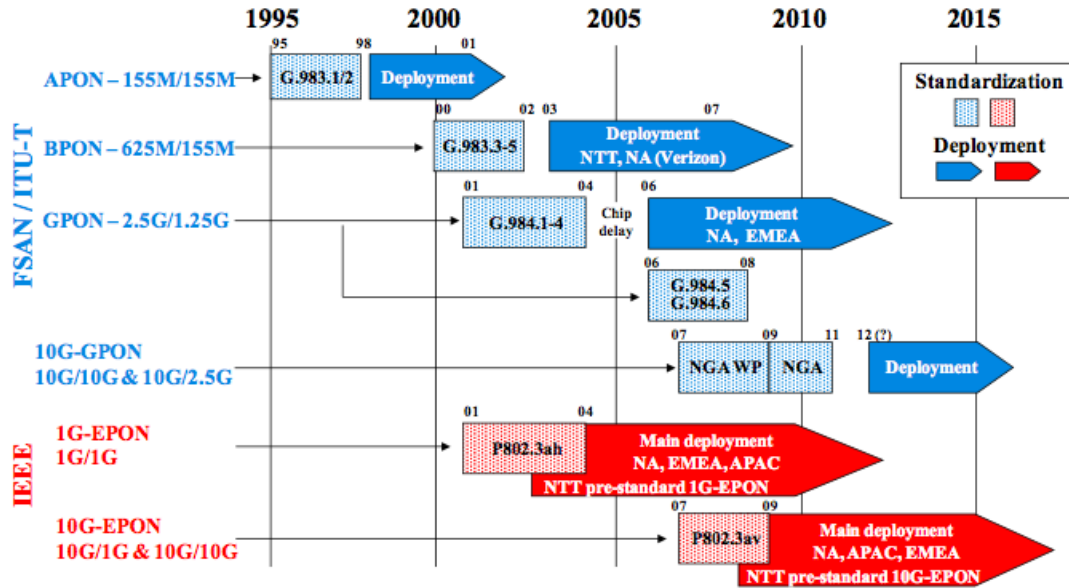 1995 2000 2005 2010 2015
95 98 01
APON – 155M/155M
G.983.1/2
Deployment
00 02 03 07
BPON – 625M/155M
G.983.3-5
Deployment
NTT, NA (Verizon)
01 04 06
GPON – 2.5G/1.25G
G.984.1-4
Chip
delay
Deployment
NA, EMEA
06 08
G.984.5
G.984.6
07 09 11 12 (?)
10G-GPON
10G/10G & 10G/2.5G
NGA WP
NGA
Deployment
FSAN / ITU-T
01 04
1G-EPON
1G/1G
P802.3ah
Main deployment
NA, EMEA, APAC
NTT pre-standard 1G-EPON
07 09
10G-EPON
10G/1G & 10G/10G
P802.3av
Main deployment
NA, APAC, EMEA
NTT pre-standard 10G-EPON
IEEE
Standardization
Deployment